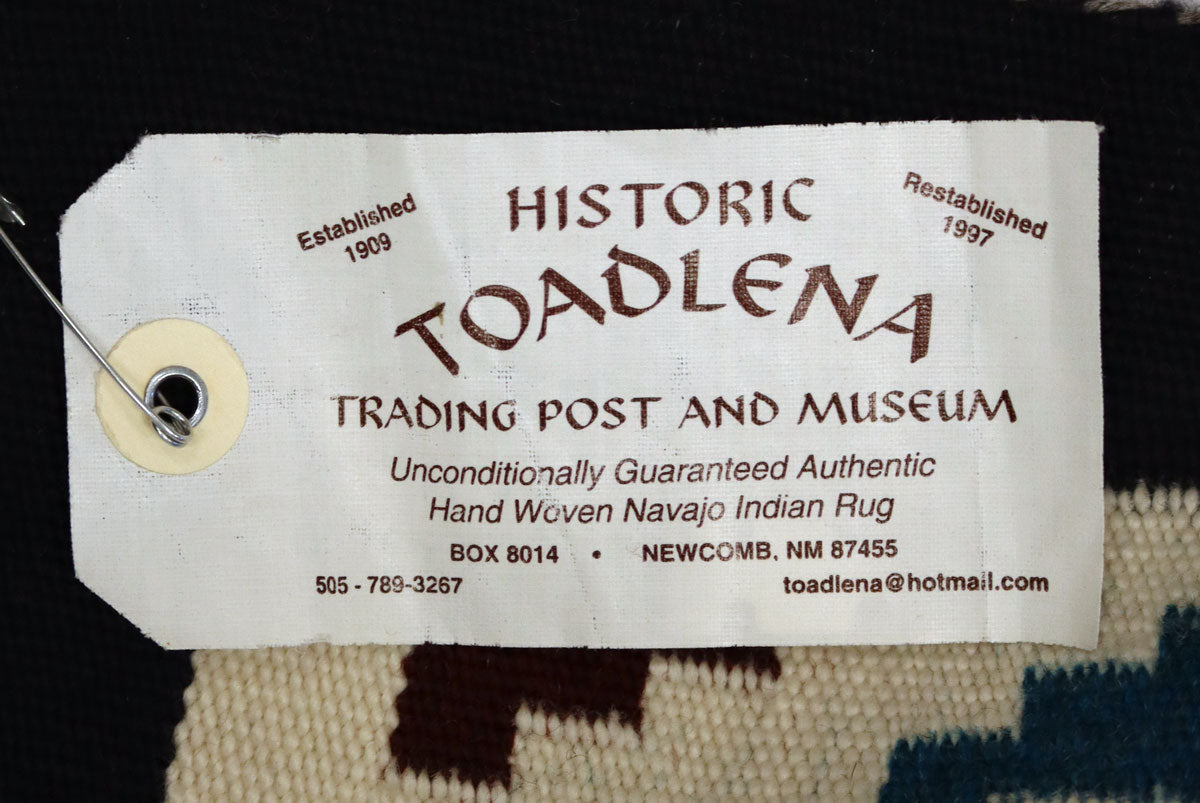 Established
1909
HISTORIC
Restablished
1997
TOADLENA
TRADING POST AND MUSEUM
Unconditionally Guaranteed Authentic
Hand Woven Navajo Indian Rug
BOX 8014 • NEWCOMB, NM 87455
505 - 789-3267
toadlena@hotmail.com